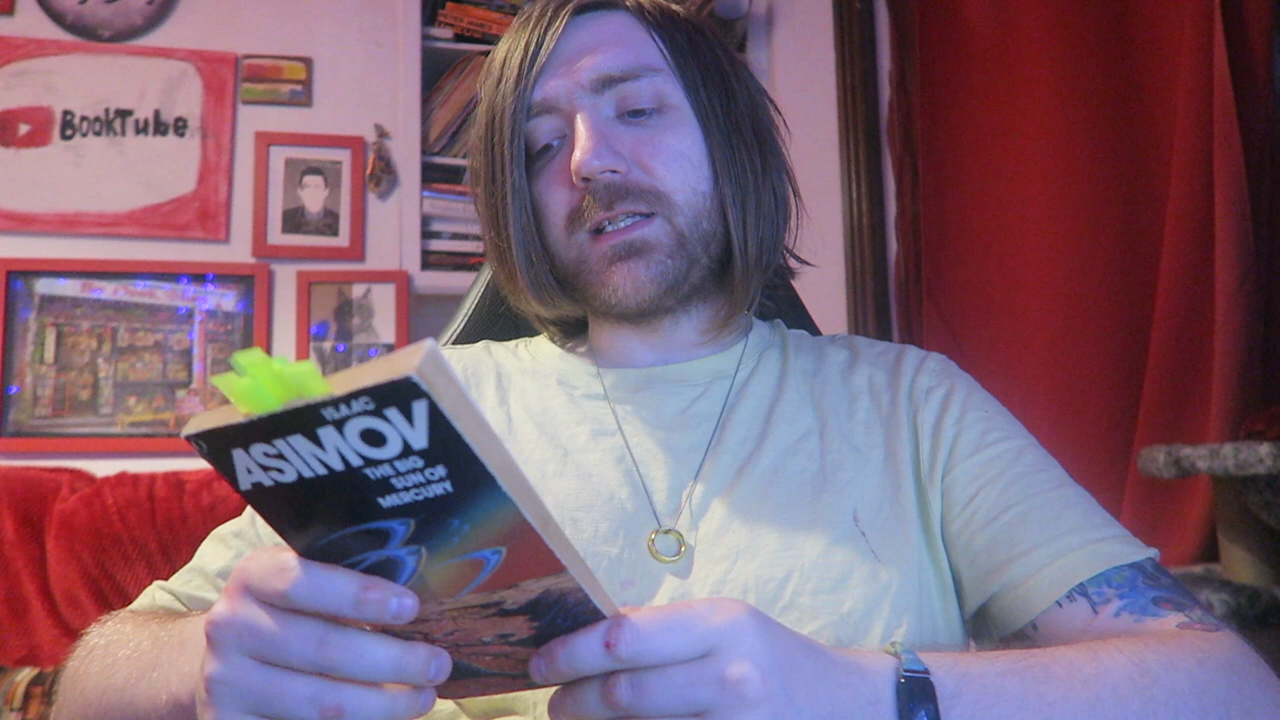 BookTube
ISAAC
ASIMOV
THE BIG
SUN OF
MERCURY